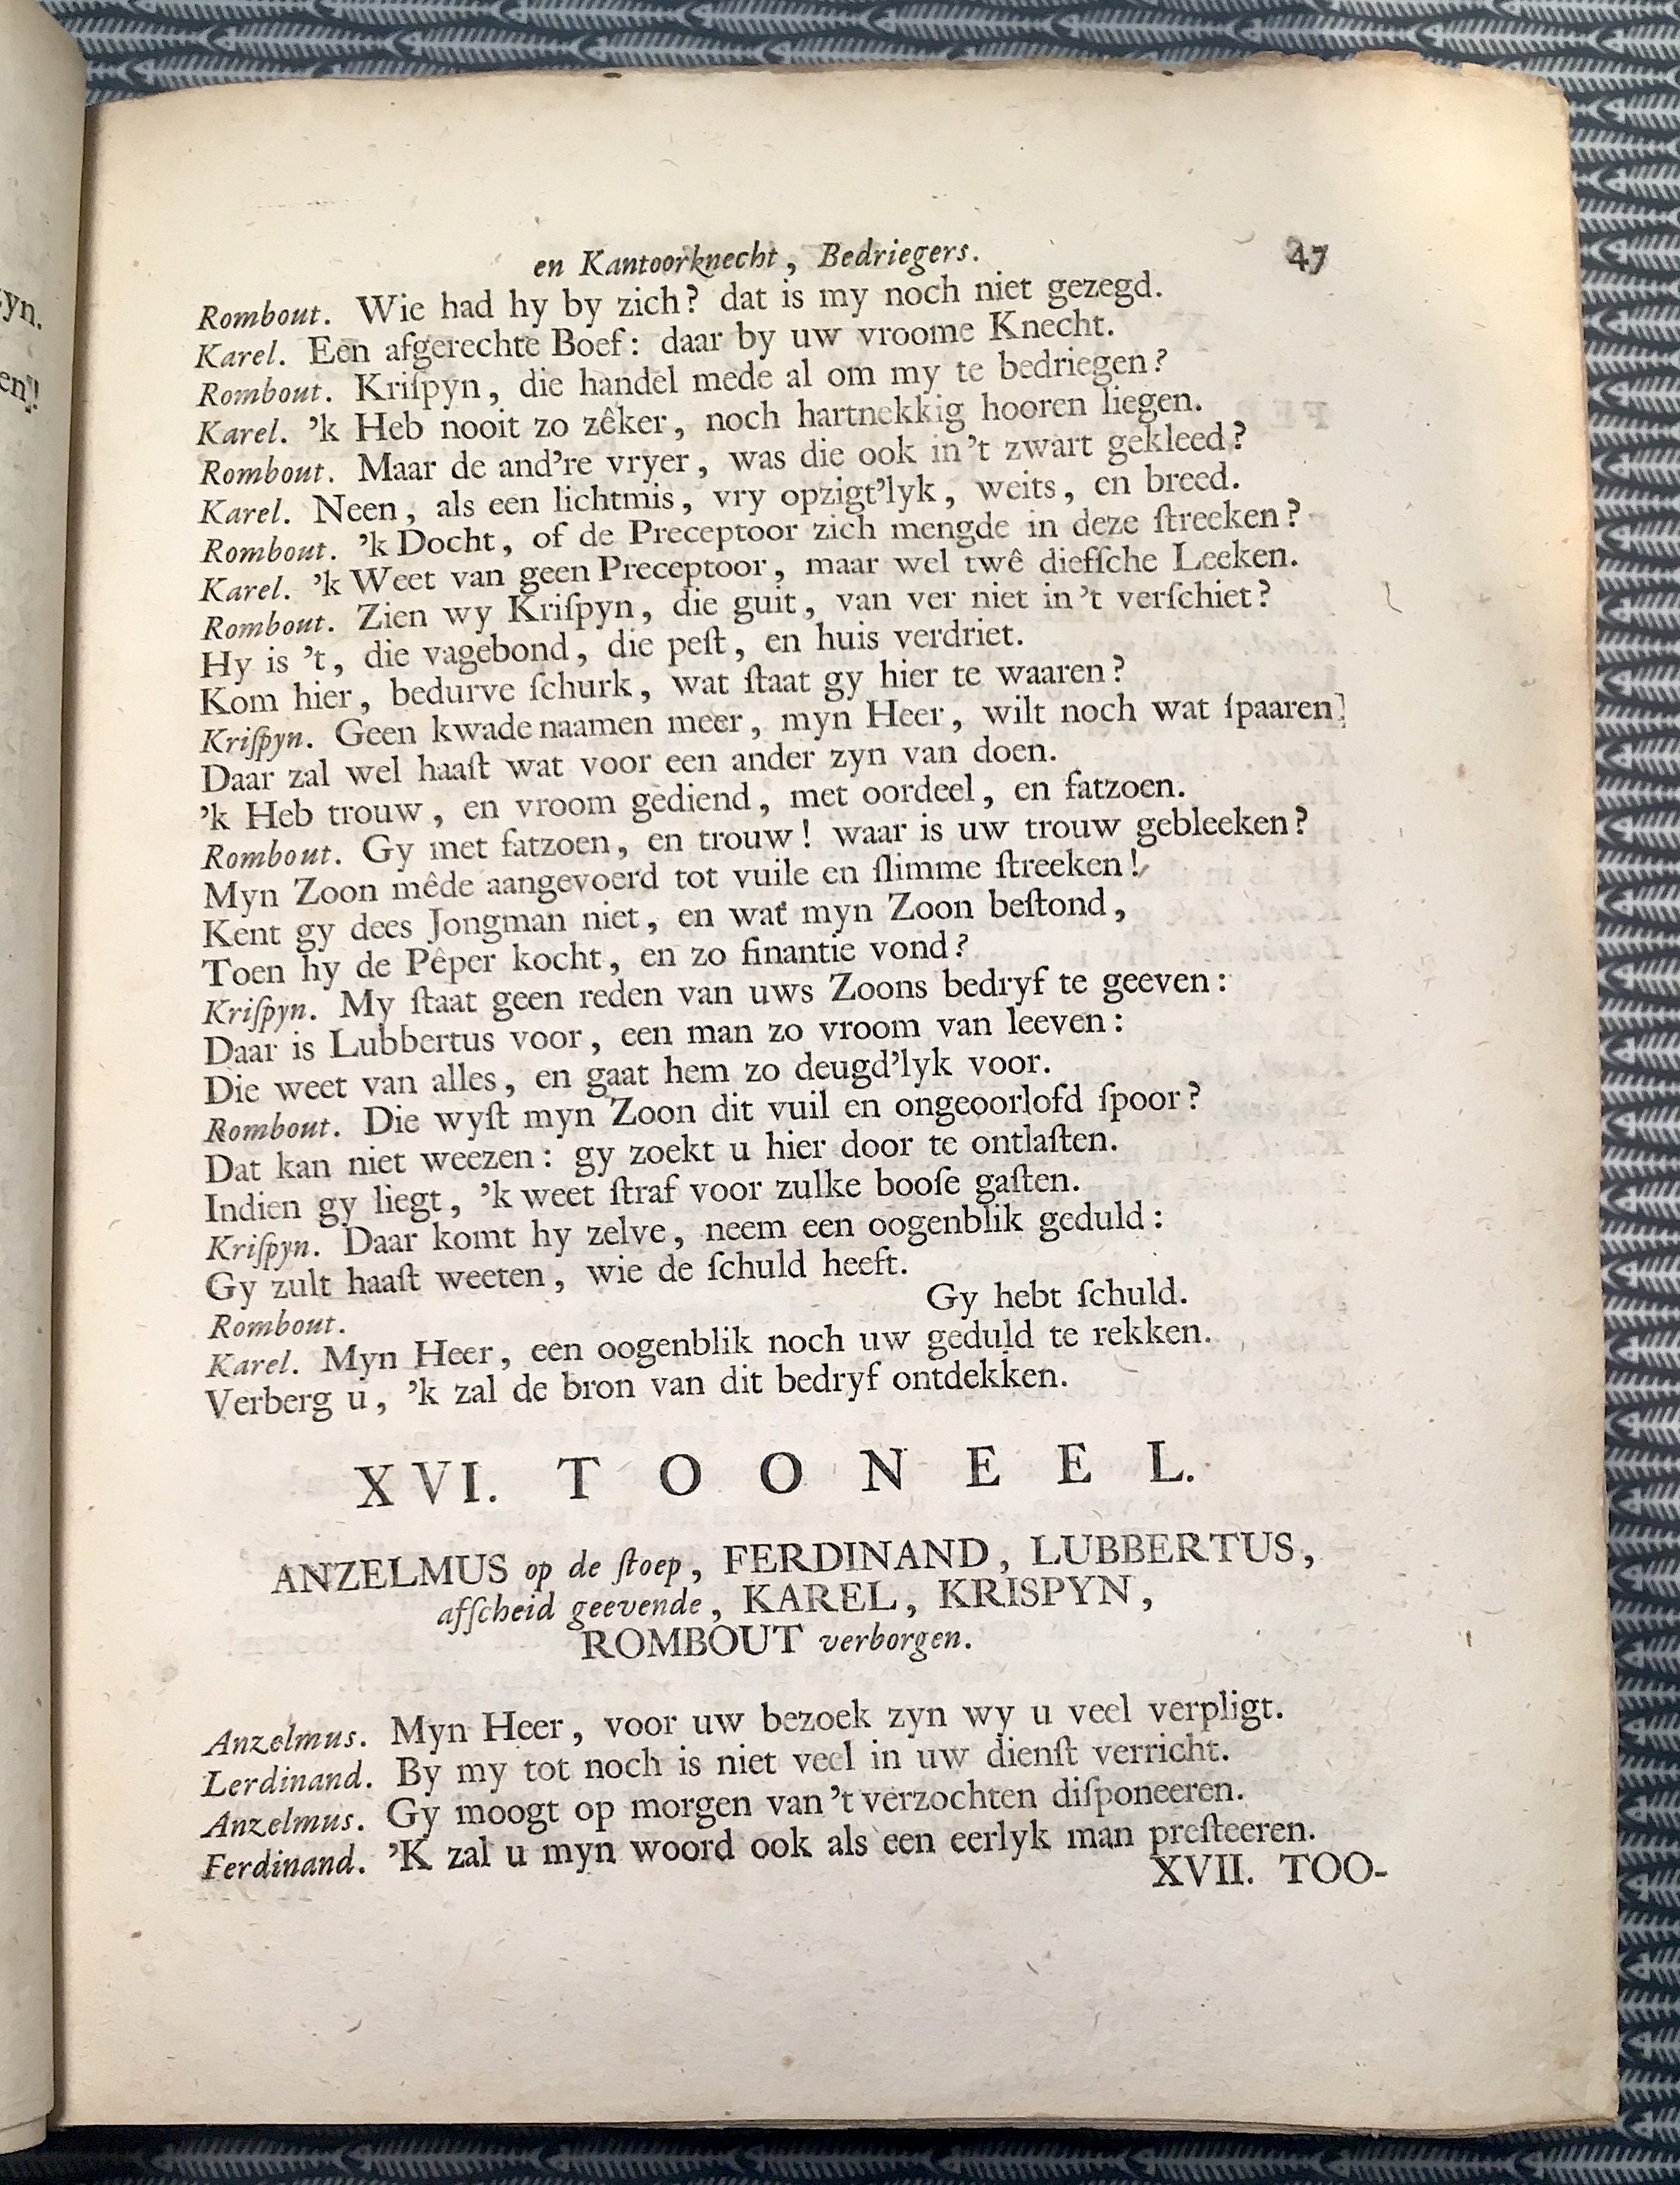 yn.
en!
en Kantoorknecht, Bedriegers. 47
Rombout. Wie had hy by zich? dat is my noch niet gezegd.
Karel. Een afgerechte Boef: daar by uw vroome Knecht.
Rombout. Kriſpyn, die handel mede al om my te bedriegen?
Karel. ’k Heb nooit zo zêker, noch hartnekkig hooren liegen.
Rombout. Maar de and’re vryer, was die ook in’t zwart gekleed?
Karel. Neen, als een lichtmis, vry opzigt’lyk, weits, en breed.
Rombout. ’k Docht, of de Preceptoor zich mengde in deze ſtreeken?
Karel. ’k Weet van geen Preceptoor, maar wel twê diefſche Leeken.
Rombout. Zien wy Kriſpyn, die guit, van ver niet in’t verſchiet?
Hy is ’t, die vagebond, die peſt, en huis verdriet.
Kom hier, bedurve ſchurk, wat ſtaat gy hier te waaren?
Kriſpyn. Geen kwade naamen meer, myn Heer, wilt noch wat ſpaaren]
Daar zal wel haaſt wat voor een ander zyn van doen.
’k Heb trouw, en vroom gediend, met oordeel, en fatzoen.
Rombout. Gy met fatzoen, en trouw! waar is uw trouw gebleeken?
Myn Zoon mêde aangevoerd tot vuile en ſlimme ſtreeken!
Kent gy dees Jongman niet, en wat myn Zoon beſtond,
Toen hy de Pêper kocht, en zo finantie vond?
Kriſpyn. My ſtaat geen reden van uws Zoons bedryf te geeven:
Daar is Lubbertus voor, een man zo vroom van leeven:
Die weet van alles, en gaat hem zo deugd’lyk voor.
Rombout. Die wyſt myn Zoon dit vuil en ongeoorlofd ſpoor?
Dat kan niet weezen: gy zoekt u hier door te ontlaſten.
Indien gy liegt, ’k weet ſtraf voor zulke booſe gaſten.
Kriſpyn. Daar komt hy zelve, neem een oogenblik geduld:
Gy zult haaſt weeten, wie de ſchuld heeft.
Rombout. Gy hebt ſchuld.
Karel. Myn Heer, een oogenblik noch uw geduld te rekken.
Verberg u, ’k zal de bron van dit bedryf ontdekken.
XVI. TOONEEL.
ANZELMUS op de ſtoep, FERDINAND, LUBBERTUS,
afſcheid geevende, KAREL, KRISPYN,
ROMBOUT verborgen.
Anzelmus. Myn Heer, voor uw bezoek zyn wy u veel verpligt.
Lerdinand. By my tot noch is niet veel in uw dienſt verricht.
Anzelmus. Gy moogt op morgen van’t verzochten diſponeeren.
Ferdinand. ’K zal u myn woord ook als een eerlyk man preſteeren.
XVII. TOO-